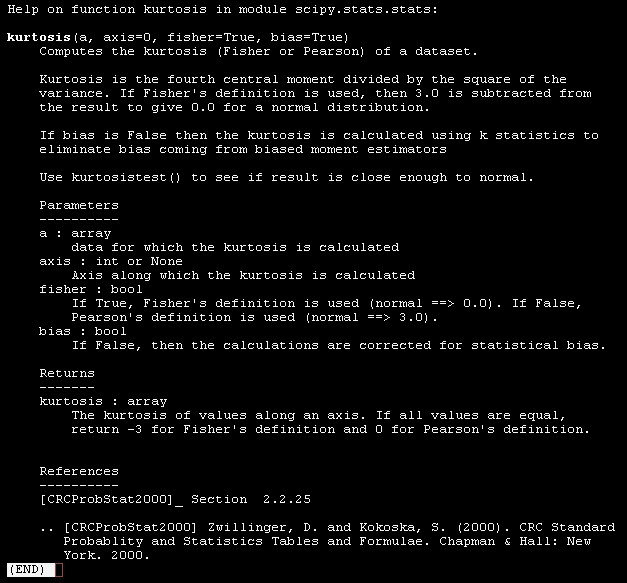 Help on function kurtosis in module scipy.stats.stats:
kurtosis(a, axis=0, fisher=True, bias=True)
Computes the kurtosis (Fisher or Pearson) of a dataset.
Kurtosis is the fourth central moment divided by the square of the
variance. If Fisher's definition is used, then 3.0 is subtracted from
the result to give 0.0 for a normal distribution.
If bias is False then the kurtosis is calculated using k statistics to
eliminate bias coming from biased moment estimators
Use kurtosistest() to see if result is close enough to normal.
Parameters
----------
a : array
data for which the kurtosis is calculated
axis : int or None
Axis along which the kurtosis is calculated
fisher : bool
If True, Fisher's definition is used (normal ==> 0.0). If False,
Pearson's definition is used (normal ==> 3.0).
bias : bool
If False, then the calculations are corrected for statistical bias.
Returns
-------
kurtosis : array
The kurtosis of values along an axis. If all values are equal,
return -3 for Fisher's definition and 0 for Pearson's definition.
References
----------
[CRCProbStat2000]_ Section  2.2.25
.. [CRCProbStat2000] Zwillinger, D. and Kokoska, S. (2000). CRC Standard
Probablity and Statistics Tables and Formulae. Chapman & Hall: New
York. 2000.
(END)